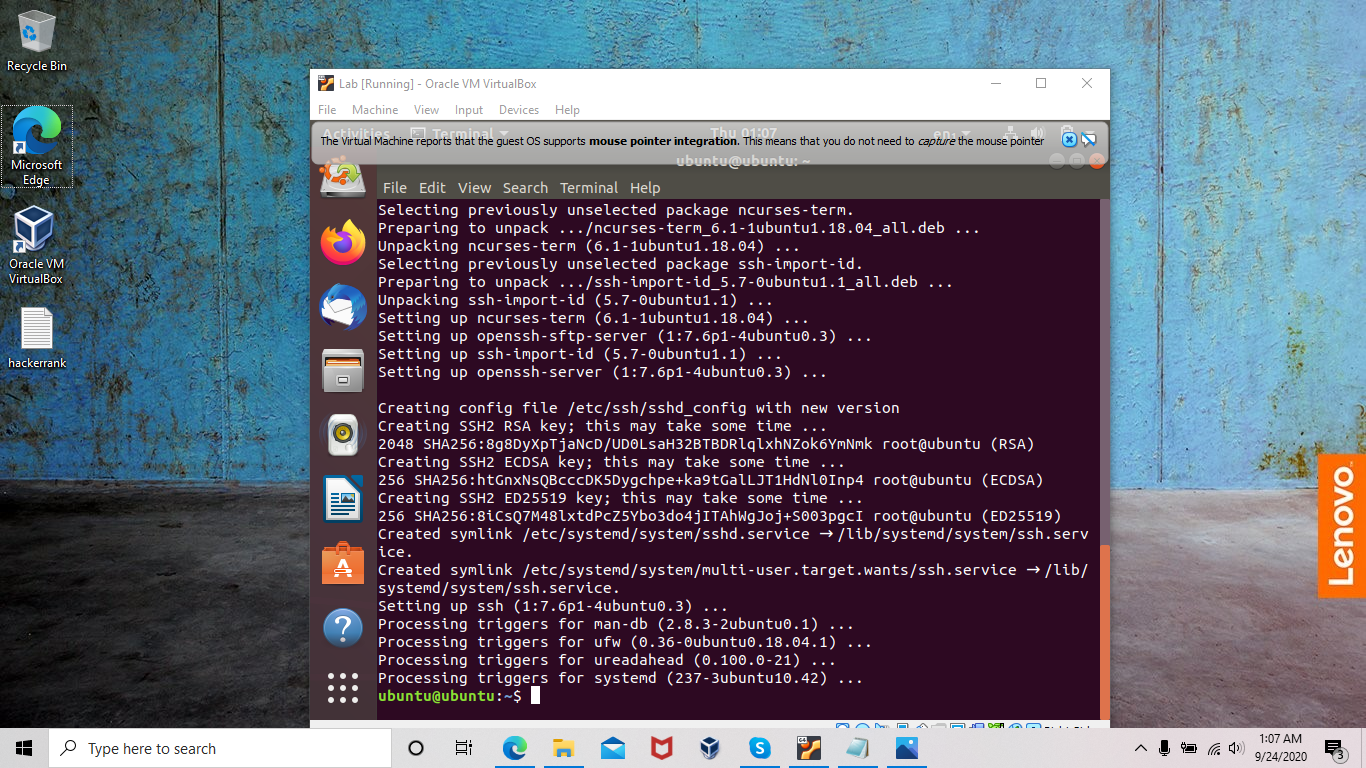 Recycle Bin
Microsoft
Edge
Oracle VM
VirtualBox
hackerrank
Lab [Running] - Oracle VM VirtualBox
File Machine View Input Devices Help
Activities Terminal Thu 01:07 en
The Virtual Machine reports that the guest OS supports mouse pointer integration. This means that you do not need to capture the mouse pointer
ubuntu@ubuntu: ~
File Edit View Search Terminal Help
Selecting previously unselected package ncurses-term.
Preparing to unpack .../ncurses-term_6.1-1ubuntu1.18.04_all.deb ...
Unpacking ncurses-term (6.1-1ubuntu1.18.04) ...
Selecting previously unselected package ssh-import-id.
Preparing to unpack .../ssh-import-id_5.7-0ubuntu1.1_all.deb ...
Unpacking ssh-import-id (5.7-0ubuntu1.1) ...
Setting up ncurses-term (6.1-1ubuntu1.18.04) ...
Setting up openssh-sftp-server (1:7.6p1-4ubuntu0.3) ...
Setting up ssh-import-id (5.7-0ubuntu1.1) ...
Setting up openssh-server (1:7.6p1-4ubuntu0.3) ...
Creating config file /etc/ssh/sshd_config with new version
Creating SSH2 RSA key; this may take some time ...
2048 SHA256:8g8DyXpTjaNcD/UD0LsaH32BTBDRlqlxhNZok6YmNmk root@ubuntu (RSA)
Creating SSH2 ECDSA key; this may take some time ...
256 SHA256:htGnxNsQBcccDK5Dygchpe+ka9tGalLJT1HdNl0Inp4 root@ubuntu (ECDSA)
Creating SSH2 ED25519 key; this may take some time ...
256 SHA256:8lCsQ7M48lxtdPcZ5Ybo3do4jITAhWgJoj+S003pgcI root@ubuntu (ED25519)
Created symlink /etc/systemd/system/sshd.service → /lib/systemd/system/ssh.serv
ice.
Created symlink /etc/systemd/system/multi-user.target.wants/ssh.service → /lib/
systemd/system/ssh.service.
Setting up ssh (1:7.6p1-4ubuntu0.3) ...
Processing triggers for man-db (2.8.3-2ubuntu0.1) ...
Processing triggers for ufw (0.36-0ubuntu0.18.04.1) ...
Processing triggers for ureadahead (0.100.0-21) ...
Processing triggers for systemd (237-3ubuntu10.42) ...
ubuntu@ubuntu:~$
Lenovo
Type here to search
1:07 AM
9/24/2020
3